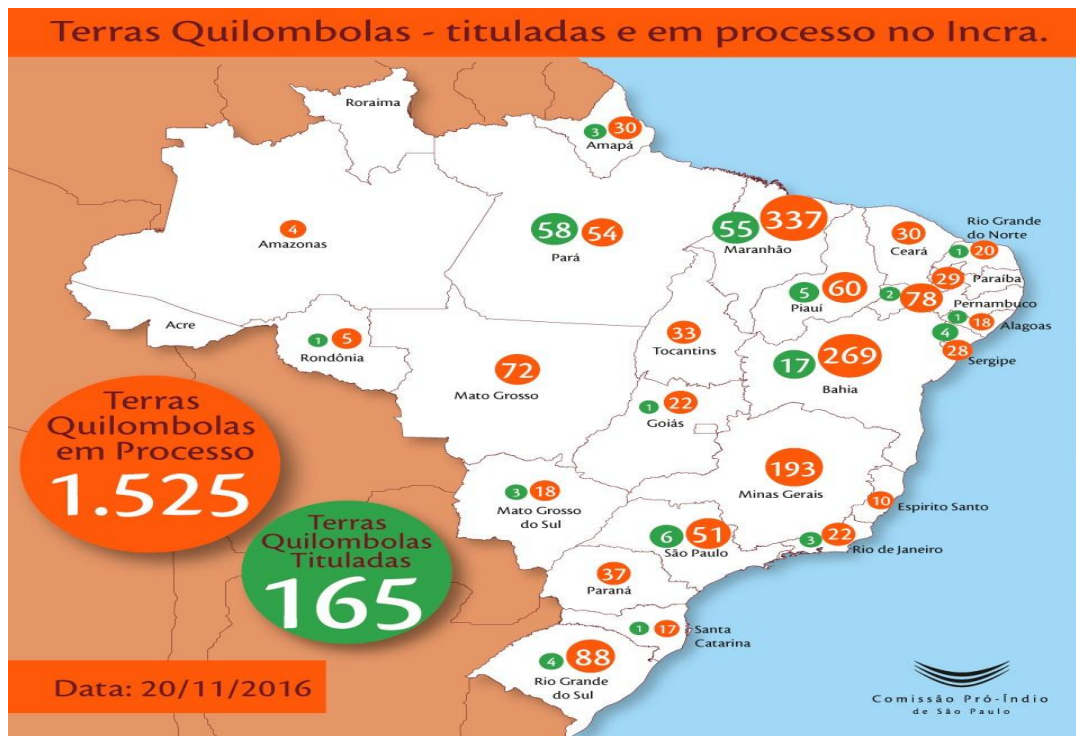 Terras Quilombolas - tituladas e em processo no Incra.
Roraima
3 30
Amapá
4
Amazonas
58 54
Pará
55 337
Maranhão
30
Ceará
Rio Grande
do Norte
1 20
29 Paraíba
5 60
Piauí
2 78
Pernambuco
1 18 Alagoas
4
28
Sergipe
Acre
1 5
Rondônia
72
Mato Grosso
33
Tocantins
17 269
Bahia
1 22
Goiás
193
Minas Gerais
10 Espirito Santo
3 18
Mato Grosso
do Sul
6 51
São Paulo
3 22
Rio de Janeiro
37
Paraná
1 17 Santa
Catarina
4 88
Rio Grande
do Sul
Terras
Quilombolas
em Processo
1.525
Terras
Quilombolas
Tituladas
165
Data: 20/11/2016
Comissão Pró-Índio
de São Paulo